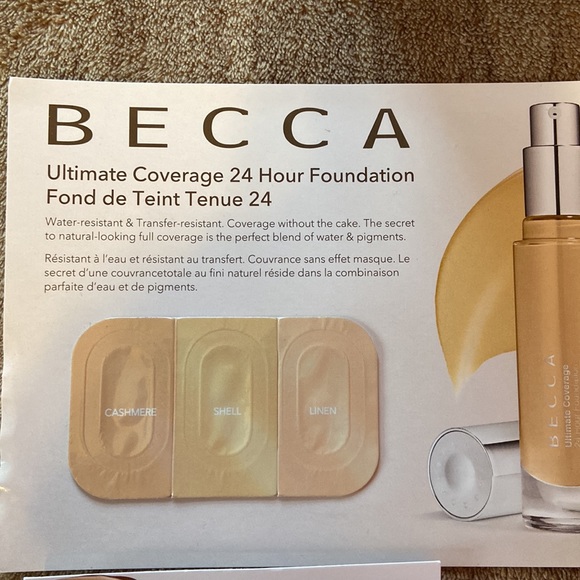 BECCA
Ultimate Coverage 24 Hour Foundation
Fond de Teint Tenue 24
Water-resistant & Transfer-resistant. Coverage without the cake. The secret
to natural-looking full coverage is the perfect blend of water & pigments.
Résistant à l'eau et résistant au transfert. Couvrance sans effet masque. Le
secret d'une couvrancetotale au fini naturel réside dans la combinaison
parfaite d'eau et de pigments.
CASHMERE
SHELL
LINEN
BECCA
Ultimate Coverage